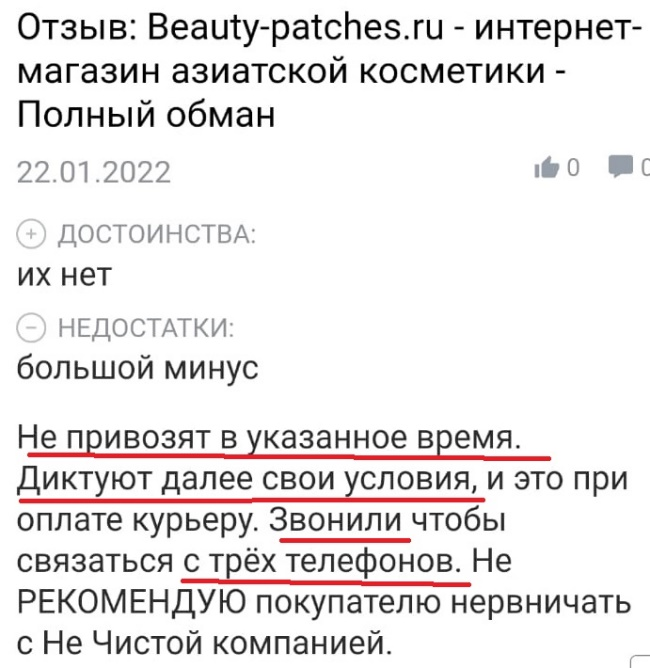 Отзыв: Beauty-patches.ru - интернет-
магазин азиатской косметики -
Полный обман
22.01.2022
0
0
ДОСТОИНСТВА:
их нет
НЕДОСТАТКИ:
большой минус
Не привозят в указанное время.
Диктуют далее свои условия, и это при
оплате курьеру. Звонили чтобы
связаться с трёх телефонов. Не
РЕКОМЕНДУЮ покупателю нервничать
с Не Чистой компанией.